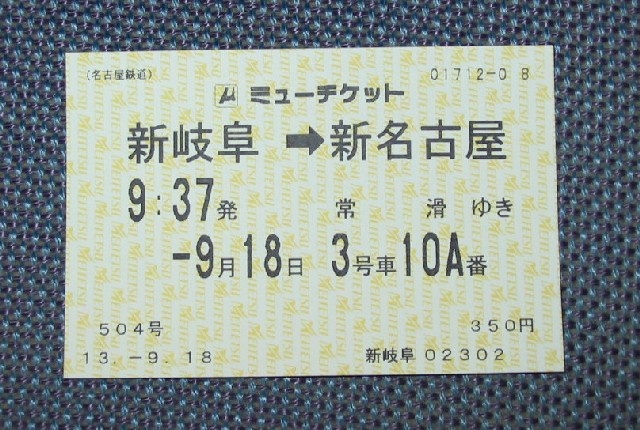 (名古屋鉄道) 01712-0 B
μ ミューチケット
新岐阜 ➡ 新名古屋
9:37発 常滑ゆき
-9月18日 3号車10A番
504号 350円
13.-9.18 新岐阜 02302